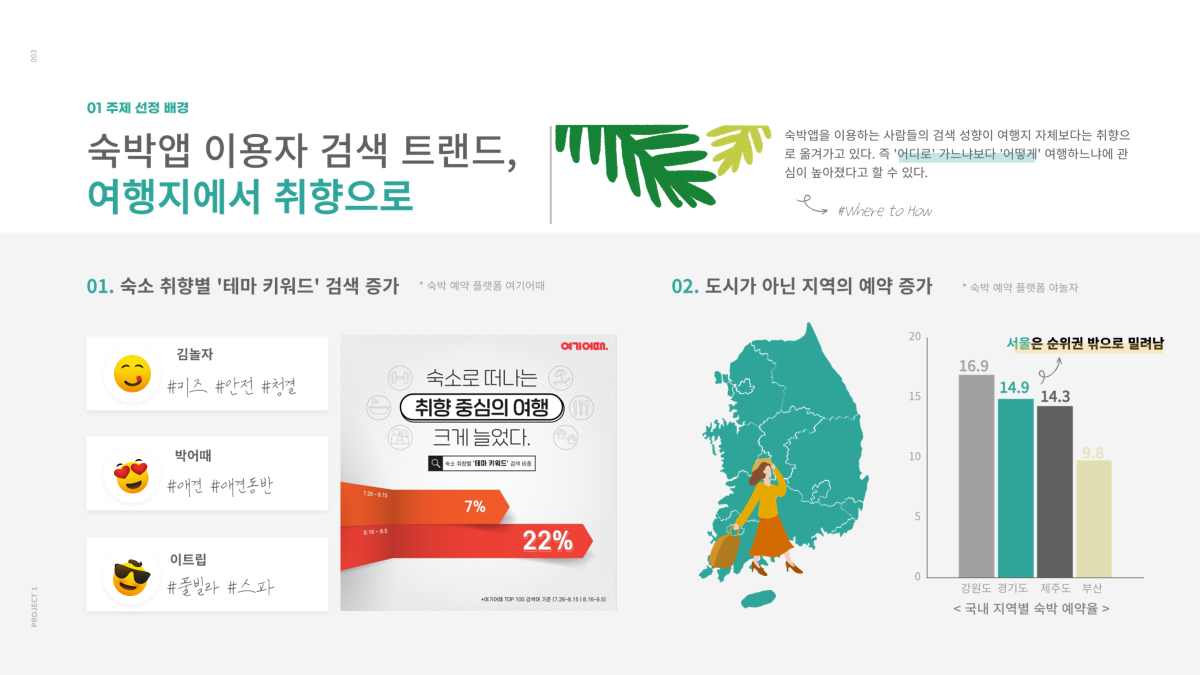 003
01 주제 선정 배경
숙박앱 이용자 검색 트랜드,
여행지에서 취향으로
숙박앱을 이용하는 사람들의 검색 성향이 여행지 자체보다는 취향으
로 옮겨가고 있다. 즉 '어디로' 가느냐보다 '어떻게' 여행하느냐에 관
심이 높아졌다고 할 수 있다.
#Where to How
01. 숙소 취향별 '테마 키워드' 검색 증가
* 숙박 예약 플랫폼 여기어때
김놀자
#키즈 #안전 #청결
박어때
#애견 #애견동반
이트립
#풀빌라 #스파
여기어때.
숙소로 떠나는
취향 중심의 여행
크게 늘었다.
숙소 취향별 '테마 키워드' 검색 비중
7.26 ~ 8.15
7%
8.16 ~ 9.5
22%
*여기어때 TOP 100 검색어 기준 (7.26~8.15 | 8.16~9.5)
02. 도시가 아닌 지역의 예약 증가
* 숙박 예약 플랫폼 야놀자
서울은 순위권 밖으로 밀려남
20
15
10
5
0
16.9
14.9
14.3
9.8
강원도 경기도 제주도 부산
< 국내 지역별 숙박 예약율 >
PROJECT 1